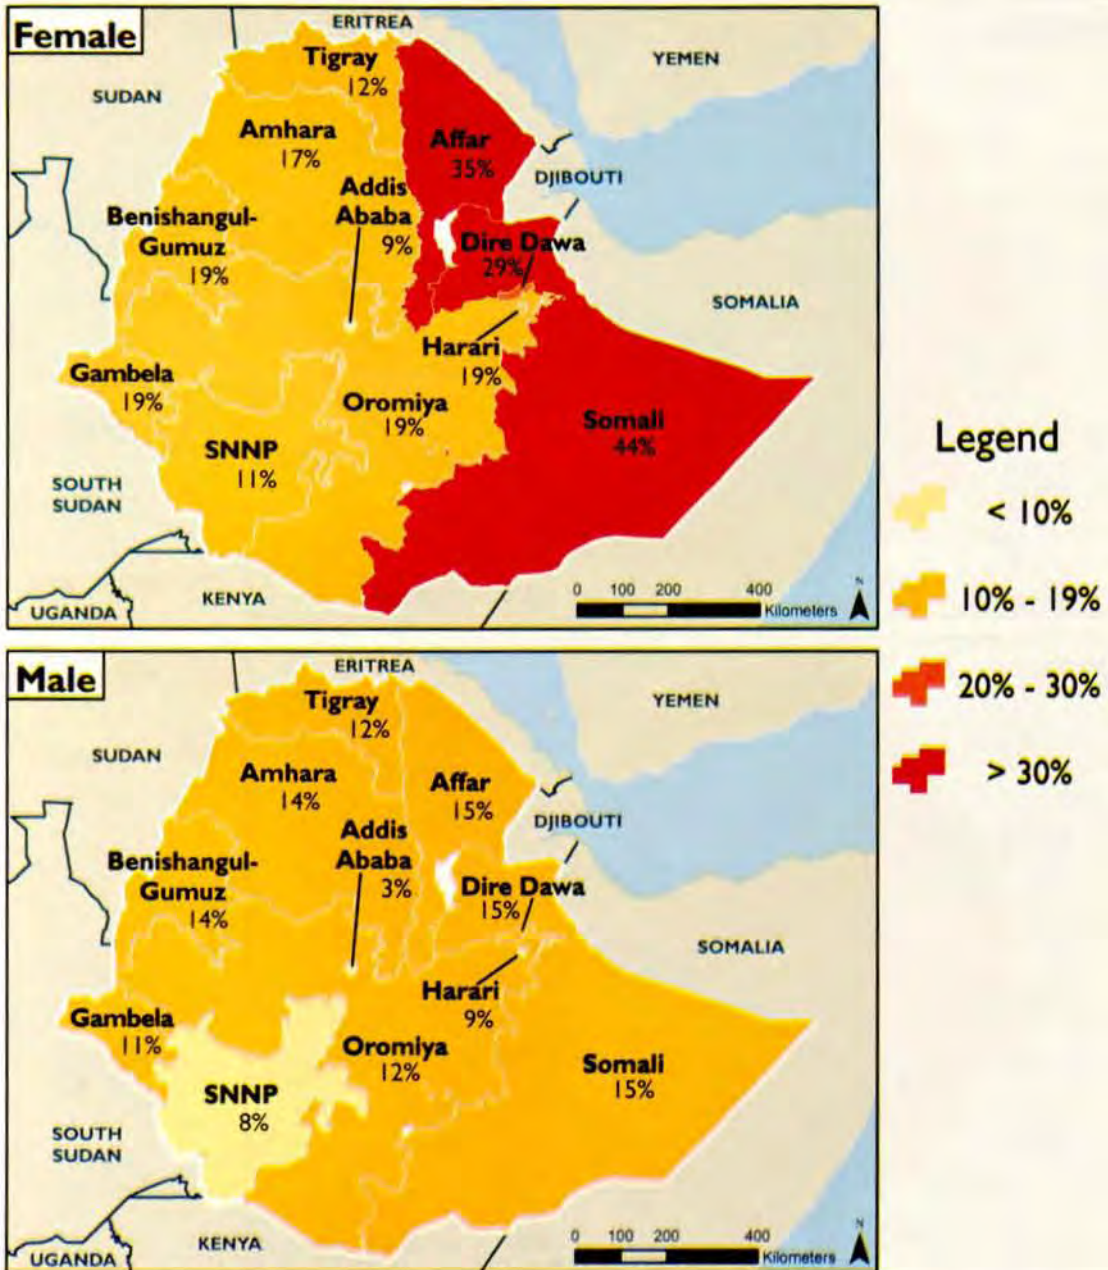 Female
ERITREA
YEMEN
SUDAN
Tigray
12%
Amhara
17%
Affar
35%
DJIBOUTI
Addis
Ababa
9%
Benishangul-
Gumuz
19%
Dire Dawa
29%
SOMALIA
Harari
19%
Gambela
19%
Oromiya
19%
Somali
44%
SNNP
11%
SOUTH
SUDAN
UGANDA
KENYA
0 100 200 400
Kilometers
N
Legend
< 10%
10% - 19%
20% - 30%
> 30%
Male
ERITREA
YEMEN
SUDAN
Tigray
12%
Amhara
14%
Affar
15%
DJIBOUTI
Addis
Ababa
3%
Benishangul-
Gumuz
14%
Dire Dawa
15%
SOMALIA
Harari
9%
Gambela
11%
Oromiya
12%
Somali
15%
SNNP
8%
SOUTH
SUDAN
UGANDA
KENYA
0 100 200 400
Kilometers
N